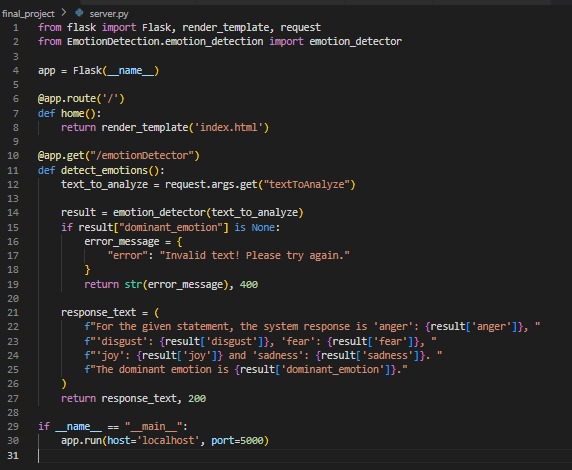 final_project > server.py
1 from flask import Flask, render_template, request
2 from EmotionDetection.emotion_detection import emotion_detector
3
4 app = Flask(__name__)
5
6 @app.route('/')
7 def home():
8     return render_template('index.html')
9
10 @app.get("/emotionDetector")
11 def detect_emotions():
12     text_to_analyze = request.args.get("textToAnalyze")
13
14     result = emotion_detector(text_to_analyze)
15     if result["dominant_emotion"] is None:
16         error_message = {
17             "error": "Invalid text! Please try again."
18         }
19         return str(error_message), 400
20
21     response_text = (
22         f"For the given statement, the system response is 'anger': {result['anger']}, "
23         f"'disgust': {result['disgust']}, 'fear': {result['fear']}, "
24         f"'joy': {result['joy']} and 'sadness': {result['sadness']}. "
25         f"The dominant emotion is {result['dominant_emotion']}."
26     )
27     return response_text, 200
28
29 if __name__ == "__main__":
30     app.run(host='localhost', port=5000)
31